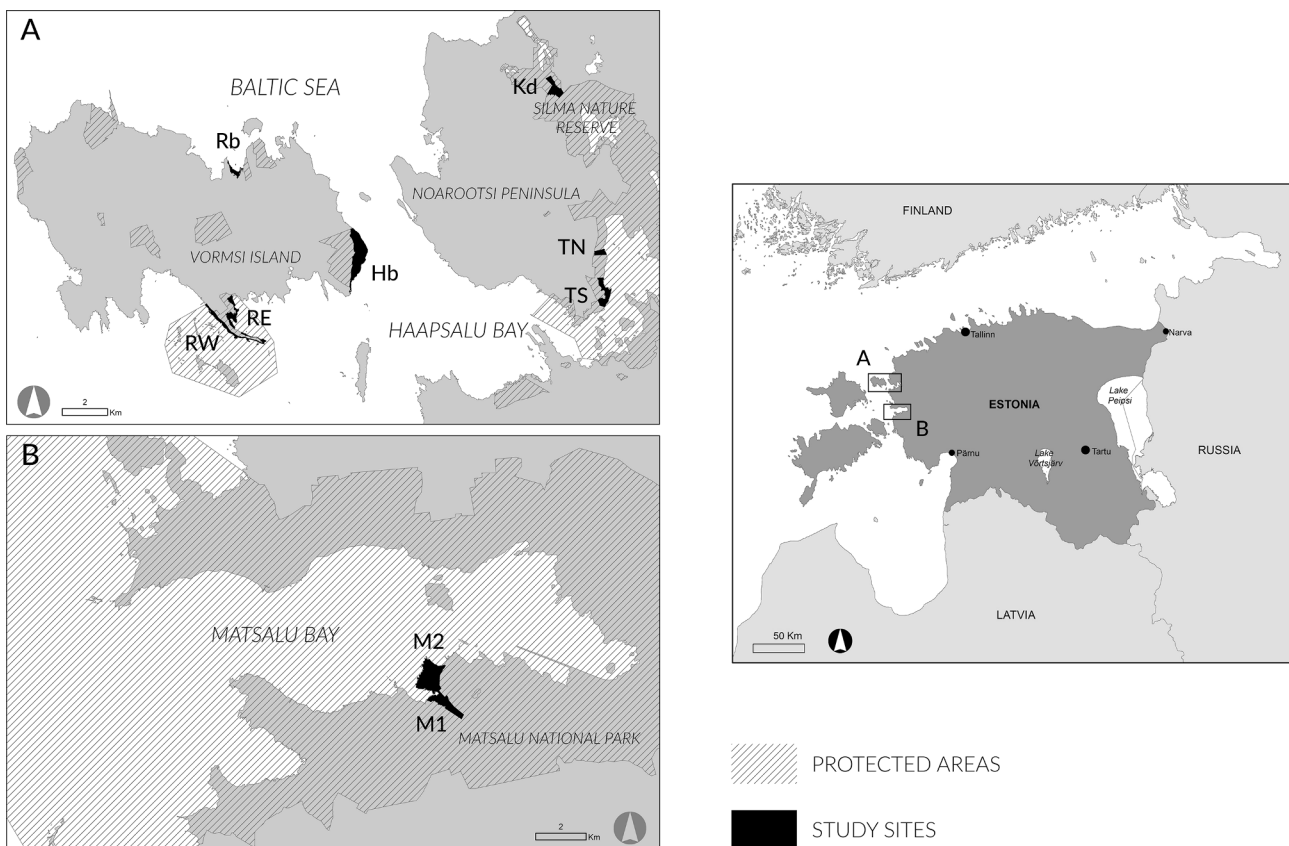 A
BALTIC SEA
Kd
SILMA NATURE
RESERVE
Rb
NOAROOTSI PENINSULA
TN
VORMSI ISLAND
Hb
TS
RE
HAAPSALU BAY
RW
2
Km
B
MATSALU BAY
M2
M1
MATSALU NATIONAL PARK
2
Km
FINLAND
Tallinn
Narva
A
Lake
Peipsi
ESTONIA
B
Pärnu
Lake
Võrtsjärv
Tartu
RUSSIA
LATVIA
50 Km
PROTECTED AREAS
STUDY SITES